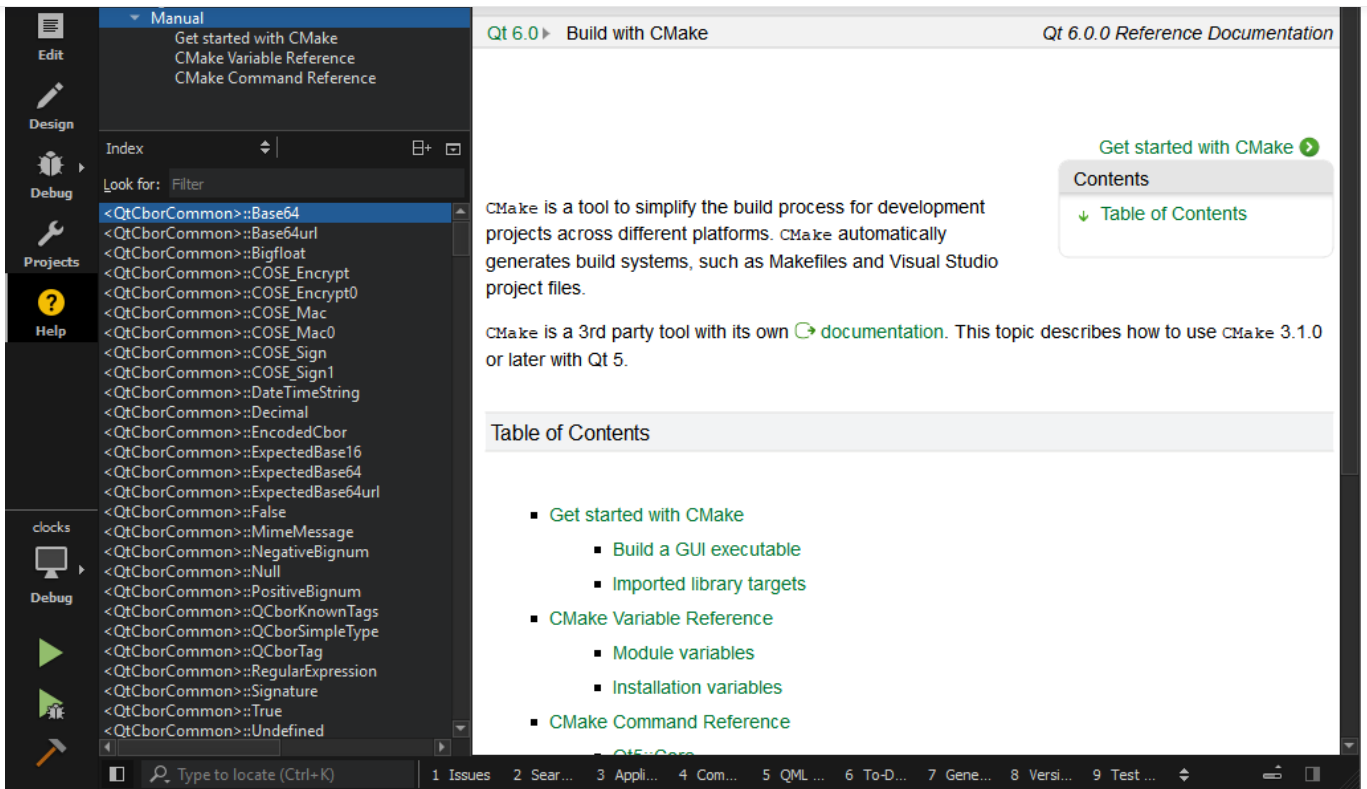 Edit
Design
Debug
Projects
Help
clocks
Debug
Manual
Get started with CMake
CMake Variable Reference
CMake Command Reference
Index
Look for: Filter
<QtCborCommon>::Base64
<QtCborCommon>::Base64url
<QtCborCommon>::Bigfloat
<QtCborCommon>::COSE_Encrypt
<QtCborCommon>::COSE_Encrypt0
<QtCborCommon>::COSE_Mac
<QtCborCommon>::COSE_Mac0
<QtCborCommon>::COSE_Sign
<QtCborCommon>::COSE_Sign1
<QtCborCommon>::DateTimeString
<QtCborCommon>::Decimal
<QtCborCommon>::EncodedCbor
<QtCborCommon>::ExpectedBase16
<QtCborCommon>::ExpectedBase64
<QtCborCommon>::ExpectedBase64url
<QtCborCommon>::False
<QtCborCommon>::MimeMessage
<QtCborCommon>::NegativeBignum
<QtCborCommon>::Null
<QtCborCommon>::PositiveBignum
<QtCborCommon>::QCborKnownTags
<QtCborCommon>::QCborSimpleType
<QtCborCommon>::QCborTag
<QtCborCommon>::RegularExpression
<QtCborCommon>::Signature
<QtCborCommon>::True
<QtCborCommon>::Undefined
Qt 6.0 Build with CMake Qt 6.0.0 Reference Documentation
Get started with CMake
Contents
Table of Contents
CMake is a tool to simplify the build process for development
projects across different platforms. CMake automatically
generates build systems, such as Makefiles and Visual Studio
project files.
CMake is a 3rd party tool with its own documentation. This topic describes how to use CMake 3.1.0
or later with Qt 5.
Table of Contents
Get started with CMake
Build a GUI executable
Imported library targets
CMake Variable Reference
Module variables
Installation variables
CMake Command Reference
Type to locate (Ctrl+K) 1 Issues 2 Sear... 3 Appli... 4 Com... 5 QML ... 6 To-D... 7 Gene... 8 Versi... 9 Test ...